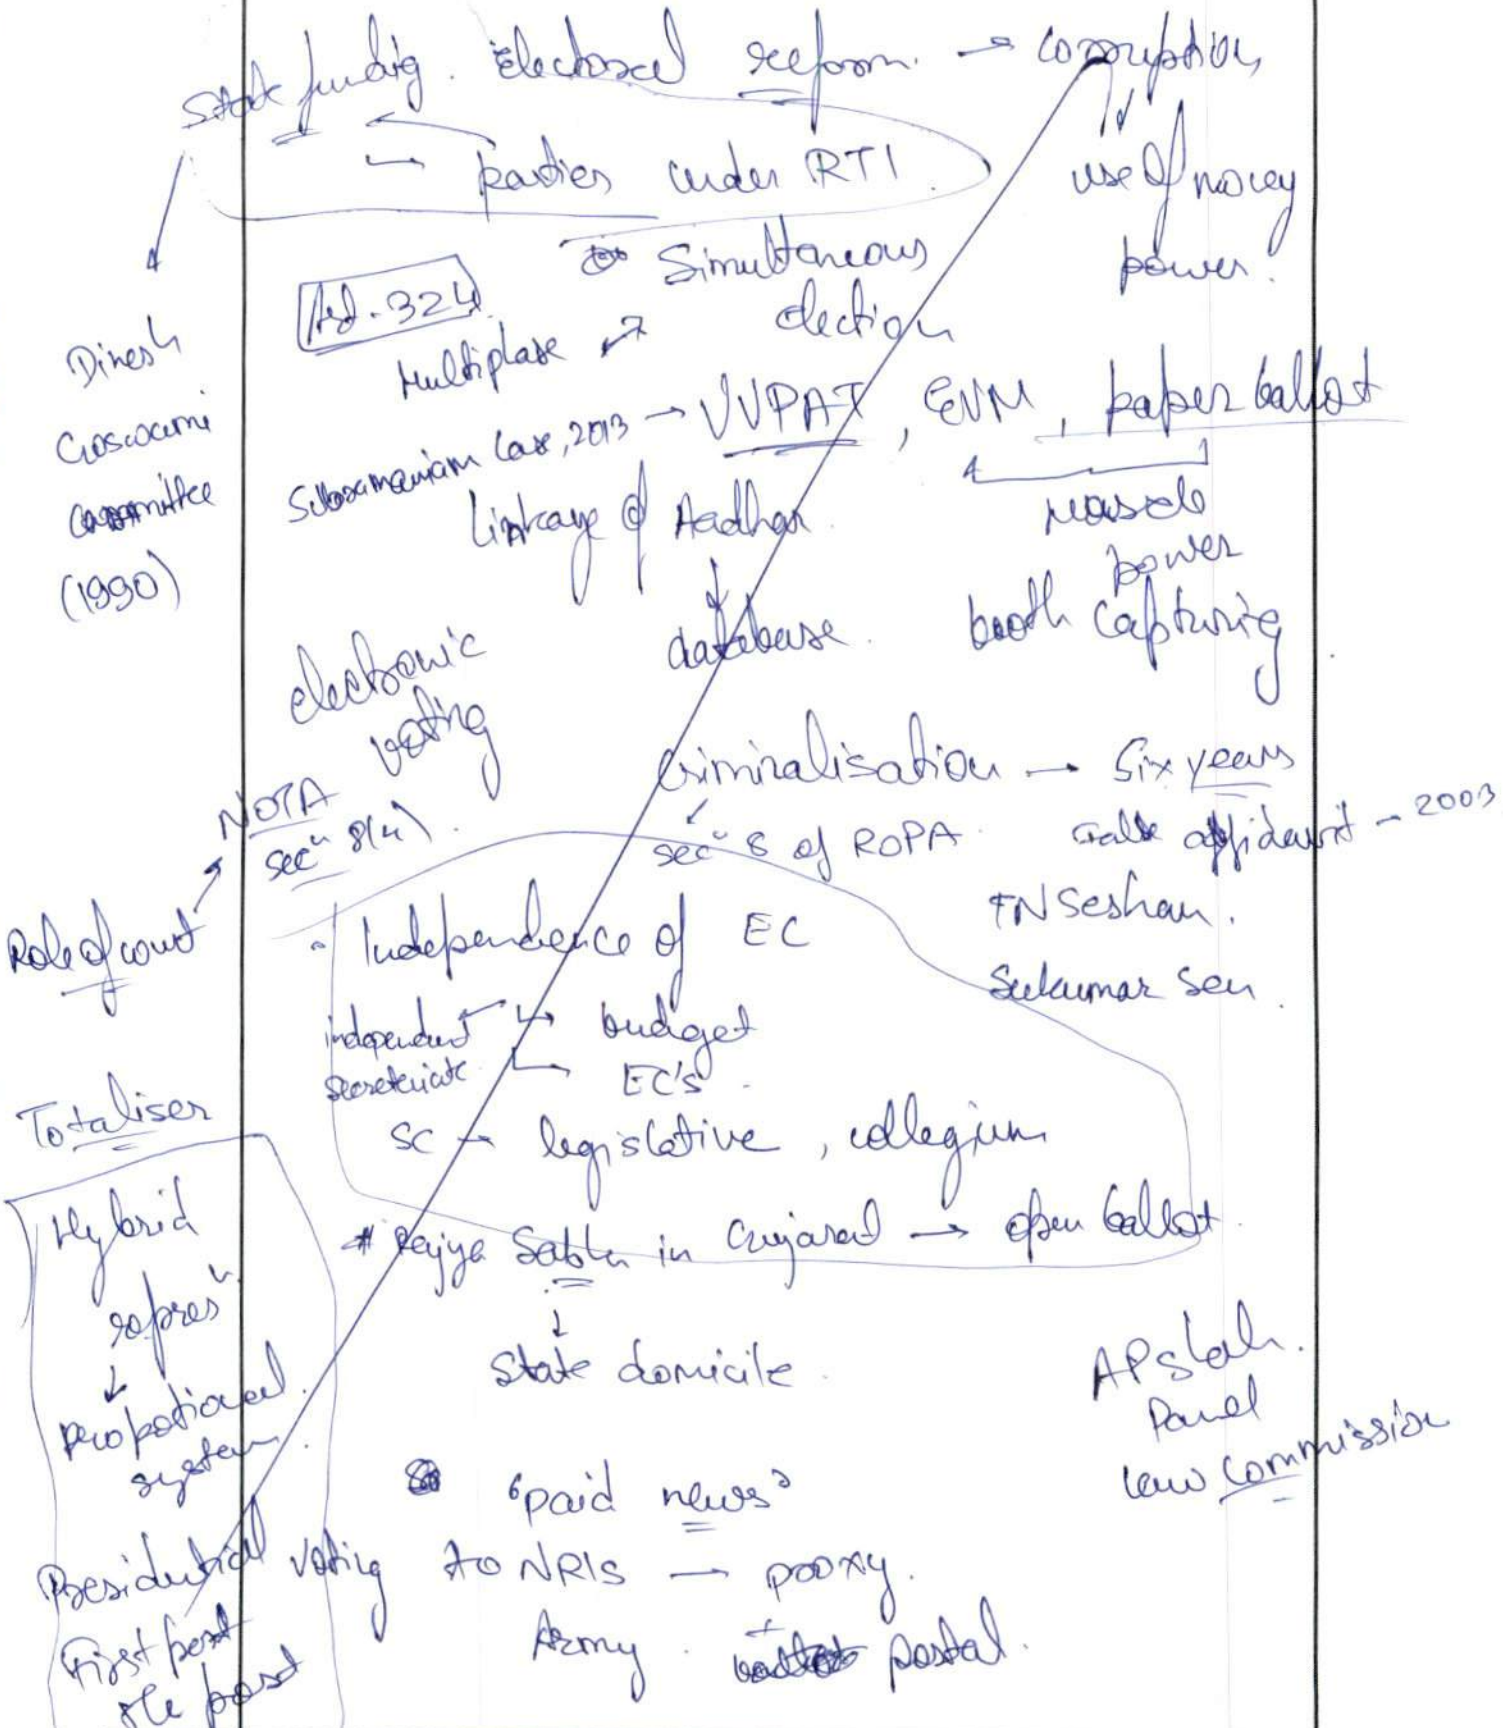 State funding. Electoral reform. → corruption
↳ parties under RTI
use of money
power.
Simultaneous
election
Art. 324
Multiphase
Dinesh
Goswami
committee
(1990)
Subramaniam Case, 2013 → VVPAT, EVM, paper ballot
Linkage of Aadhar.
↓
database.
muscle
power
booth capturing
electronic
voting
Criminalisation → Six years
secⁿ 8 of ROPA.
false affidavit - 2003
NOTA
secⁿ 8(4).
Role of court
TN Seshan.
Sukumar Sen.
Independence of EC
independent
secreteriate.
↳ budget
EC's.
SC → legislative, collegium
# Rajya Sabha in Gujarat → open ballot.
↓
State domicile.
Totaliser
Hybrid
represⁿ
↓
Propotional
system.
AP Shah.
Panel
Law Commission
"paid news"
Presidential
Voting to NRIs → proxy.
First past
the post
Army. → postal.